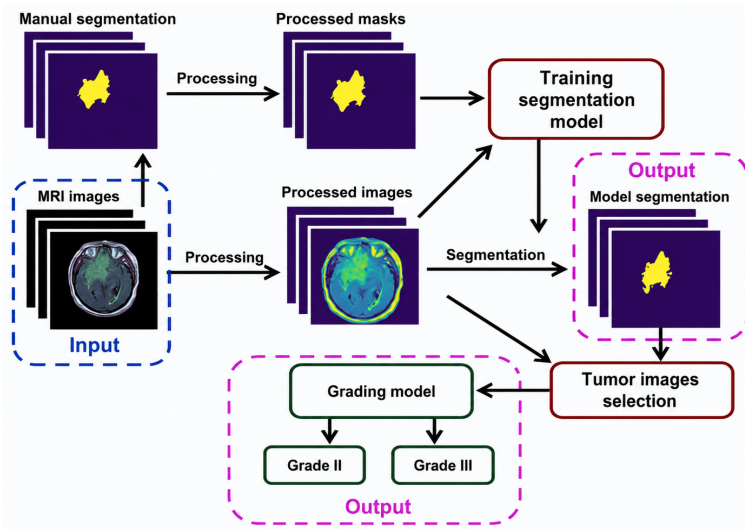 Manual segmentation
Processed masks
Processing
Training
segmentation
model
Output
MRI images
Processed images
Model segmentation
Processing
Segmentation
Input
Grading model
Tumor images
selection
Grade II
Grade III
Output